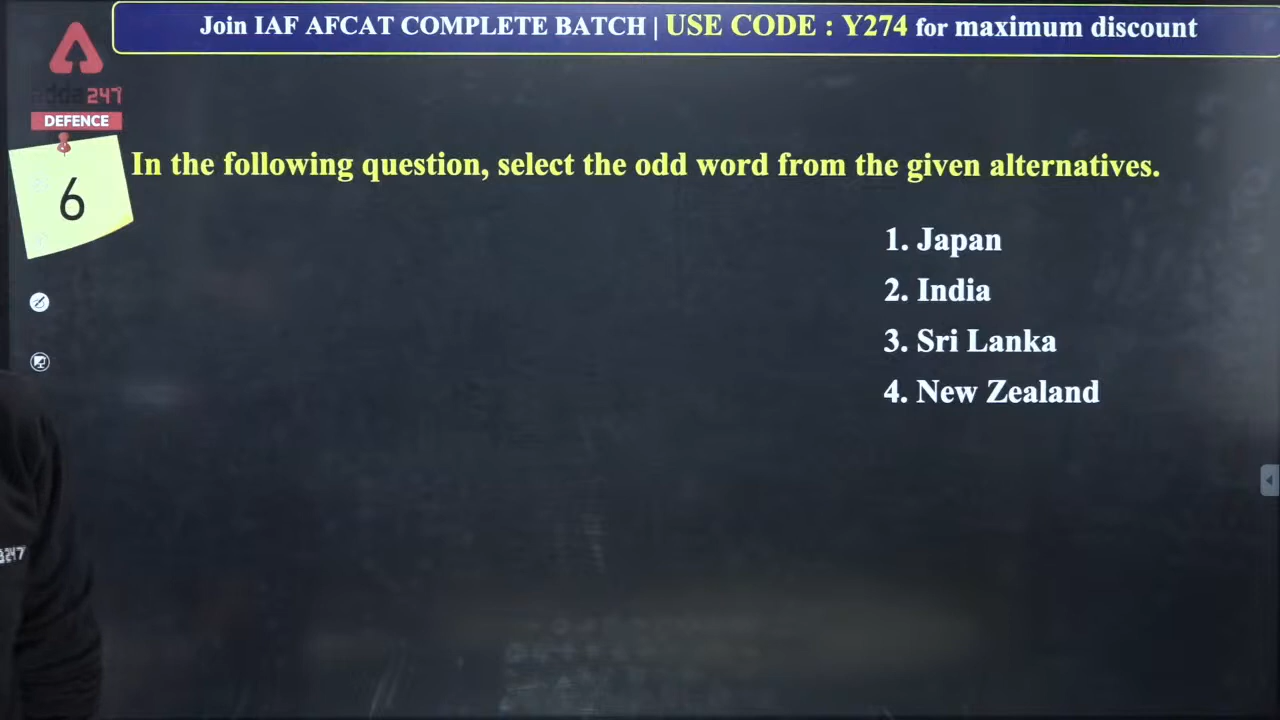 Join IAF AFCAT COMPLETE BATCH | USE CODE : Y274 for maximum discount
adda247
DEFENCE
6
In the following question, select the odd word from the given alternatives.
1. Japan
2. India
3. Sri Lanka
4. New Zealand
247